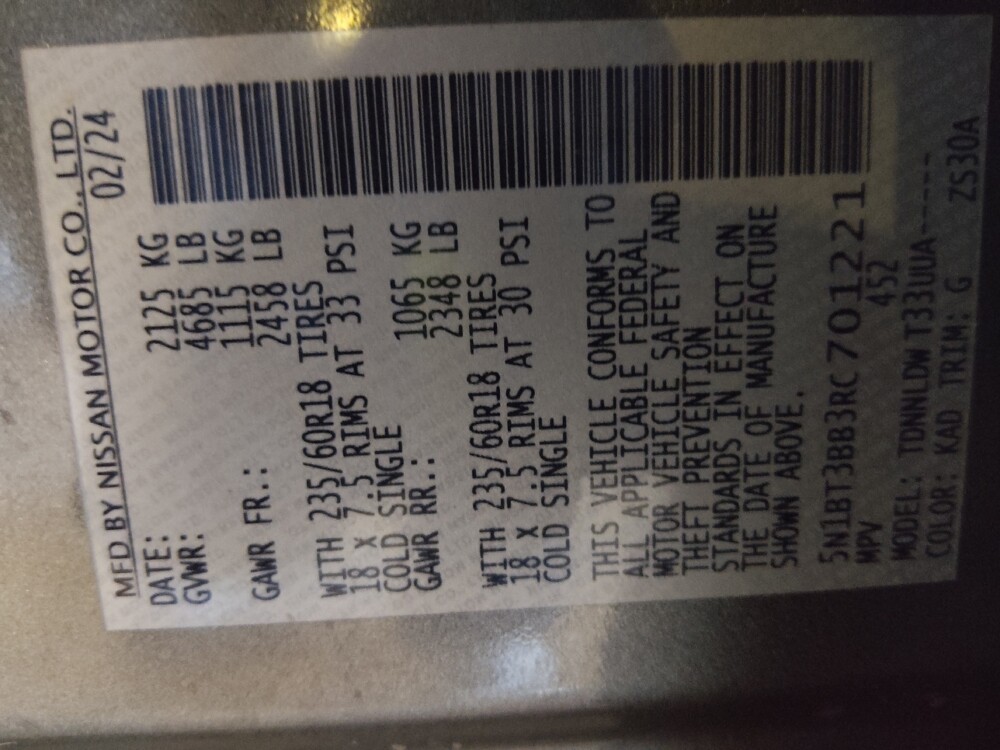 MFD BY NISSAN MOTOR CO., LTD.
DATE: 02/24
GVWR: 2125 KG
4685 LB
1115 KG
GAWR FR.: 2458 LB
WITH 235/60R18 TIRES
18 X 7.5 RIMS AT 33 PSI
COLD SINGLE
GAWR RR.: 1065 KG
2348 LB
WITH 235/60R18 TIRES
18 X 7.5 RIMS AT 30 PSI
COLD SINGLE
THIS VEHICLE CONFORMS TO
ALL APPLICABLE FEDERAL
MOTOR VEHICLE SAFETY AND
THEFT PREVENTION
STANDARDS IN EFFECT ON
THE DATE OF MANUFACTURE
SHOWN ABOVE.
5N1BT3BB3RC701221
MPV 452
MODEL: TDNNLDW T33UUA-----
COLOR: KAD TRIM: G ZS30A